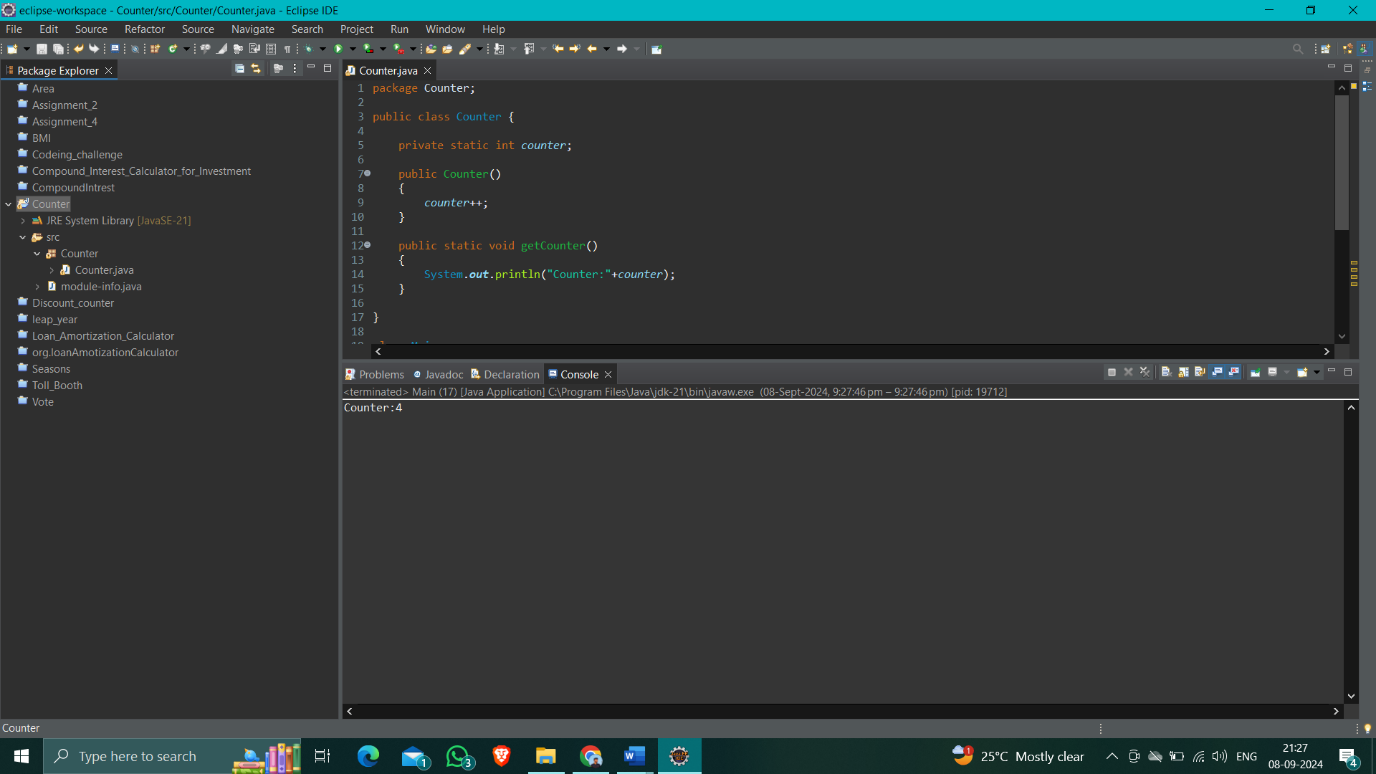 eclipse-workspace - Counter/src/Counter/Counter.java - Eclipse IDE
File Edit Source Refactor Source Navigate Search Project Run Window Help
Package Explorer
Area
Assignment_2
Assignment_4
BMI
Codeing_challenge
Compound_Interest_Calculator_for_Investment
CompoundIntrest
Counter
JRE System Library [JavaSE-21]
src
Counter
Counter.java
module-info.java
Discount_counter
leap_year
Loan_Amortization_Calculator
org.loanAmotizationCalculator
Seasons
Toll_Booth
Vote
Counter.java
1 package Counter;
2
3 public class Counter {
4
5 private static int counter;
6
7 public Counter()
8 {
9 counter++;
10 }
11
12 public static void getCounter()
13 {
14 System.out.println("Counter:"+counter);
15 }
16
17 }
18
Problems Javadoc Declaration Console
<terminated> Main (17) [Java Application] C:\Program Files\Java\jdk-21\bin\javaw.exe (08-Sept-2024, 9:27:46 pm – 9:27:46 pm) [pid: 19712]
Counter:4
Counter
Type here to search
1
3
1
25°C Mostly clear
ENG
21:27
08-09-2024
4